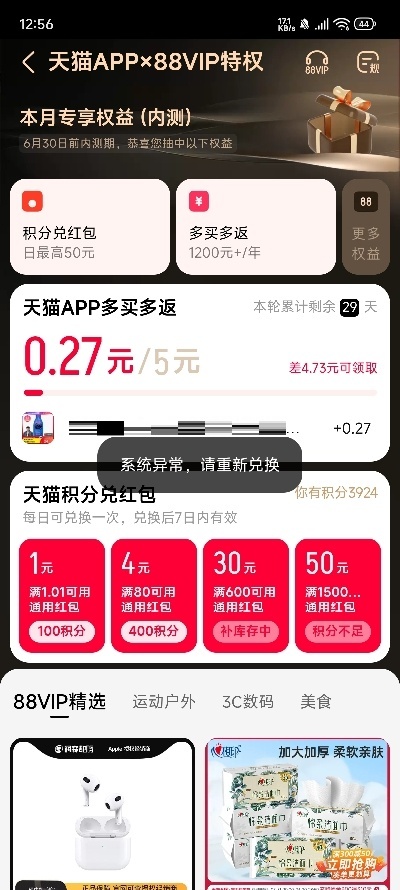 12:56
17.1
KB/s
44
天猫APP×88VIP特权
88VIP
规
本月专享权益 (内测)
6月30日前内测期，恭喜您抽中以下权益
积分兑红包
日最高50元
¥
多买多返
1200元+/年
88
更多
权益
天猫APP多买多返
本轮累计剩余 29 天
0.27元/5元
差4.73元可领取
...
+0.27
系统异常，请重新兑换
天猫积分兑红包
你有积分3924
每日可兑换一次，兑换后7日内有效
1元
满1.01可用
通用红包
100积分
4元
满80可用
通用红包
400积分
30元
满600可用
通用红包
补库存中
50元
满1500...
通用红包
积分不足
88VIP精选
运动户外
3C数码
美食
心相印
加大加厚 柔软亲肤
满300减50
立即抢购